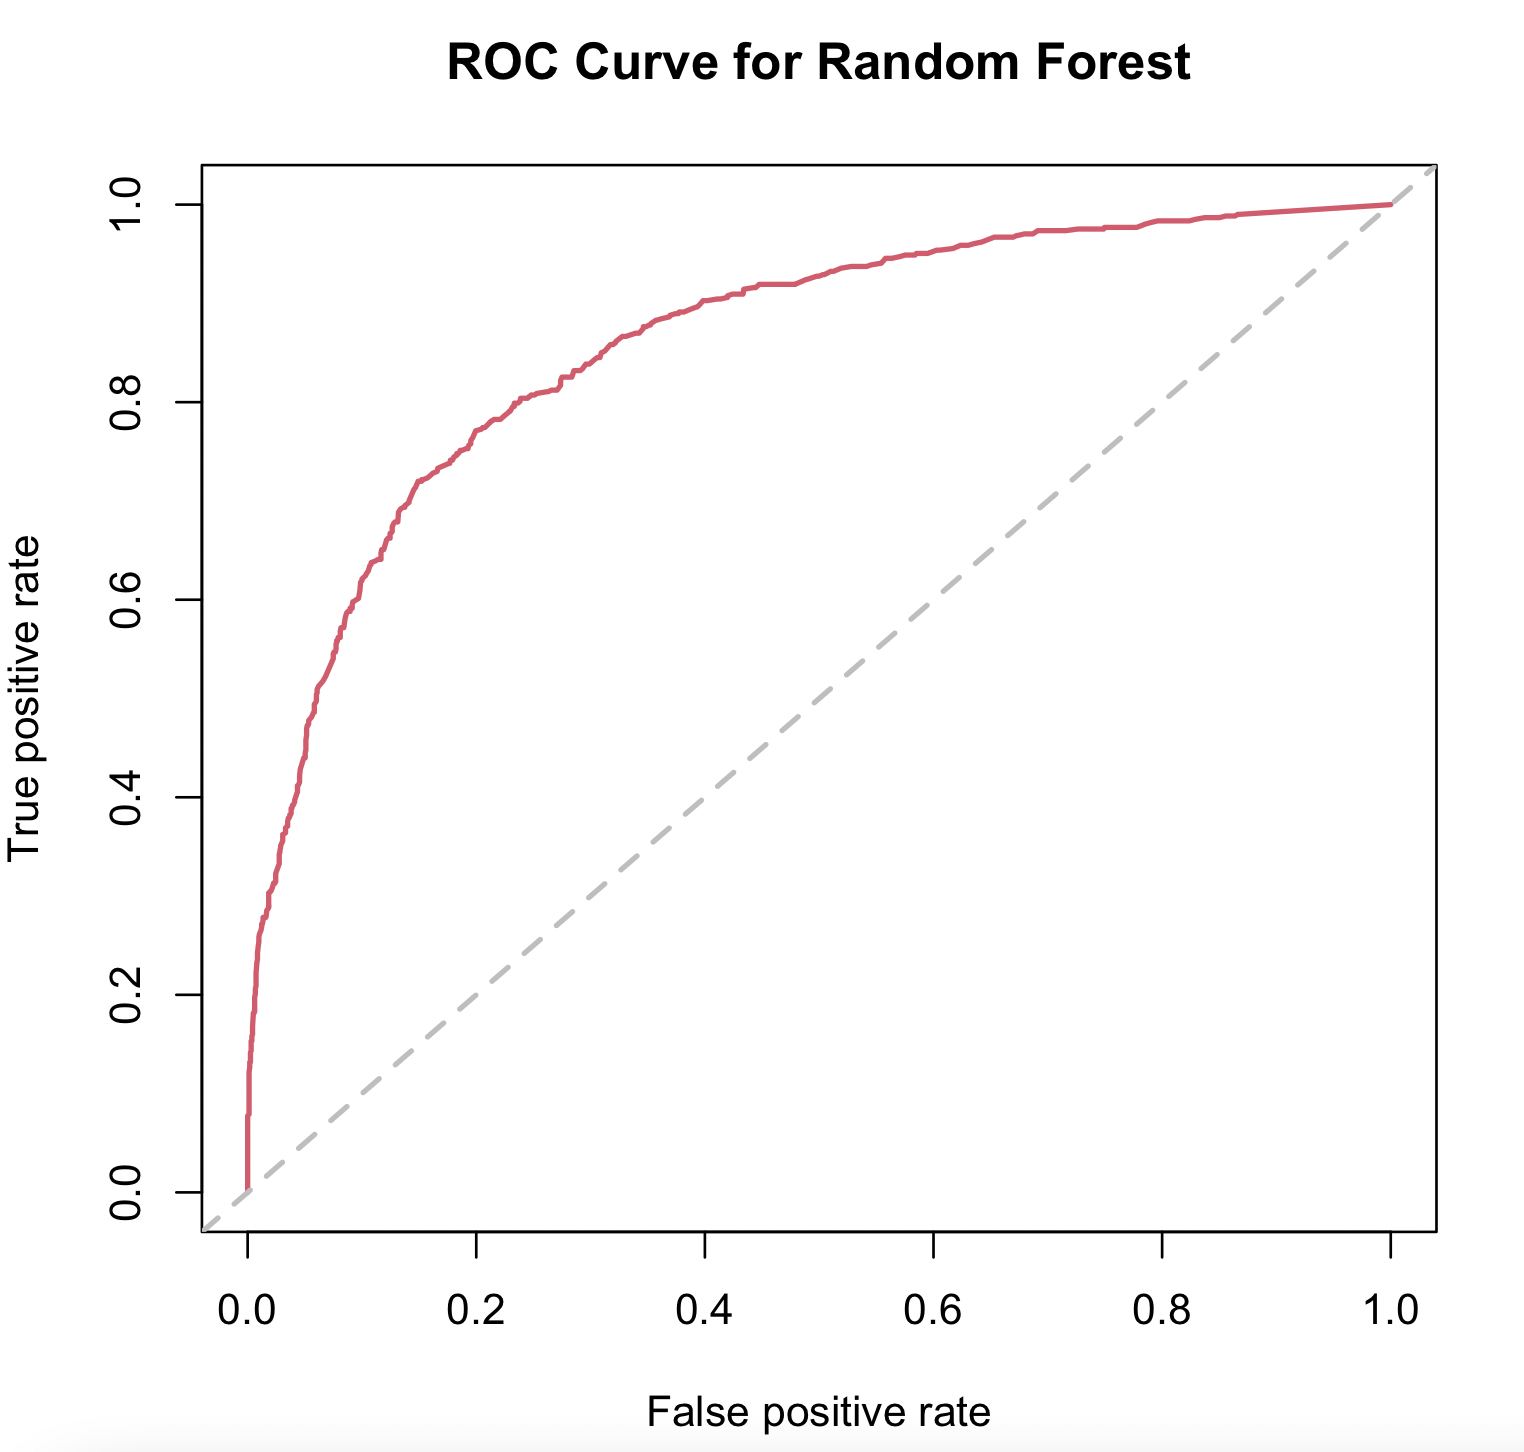 ROC Curve for Random Forest
True positive rate
1.0
0.8
0.6
0.4
0.2
0.0
0.0 0.2 0.4 0.6 0.8 1.0
False positive rate